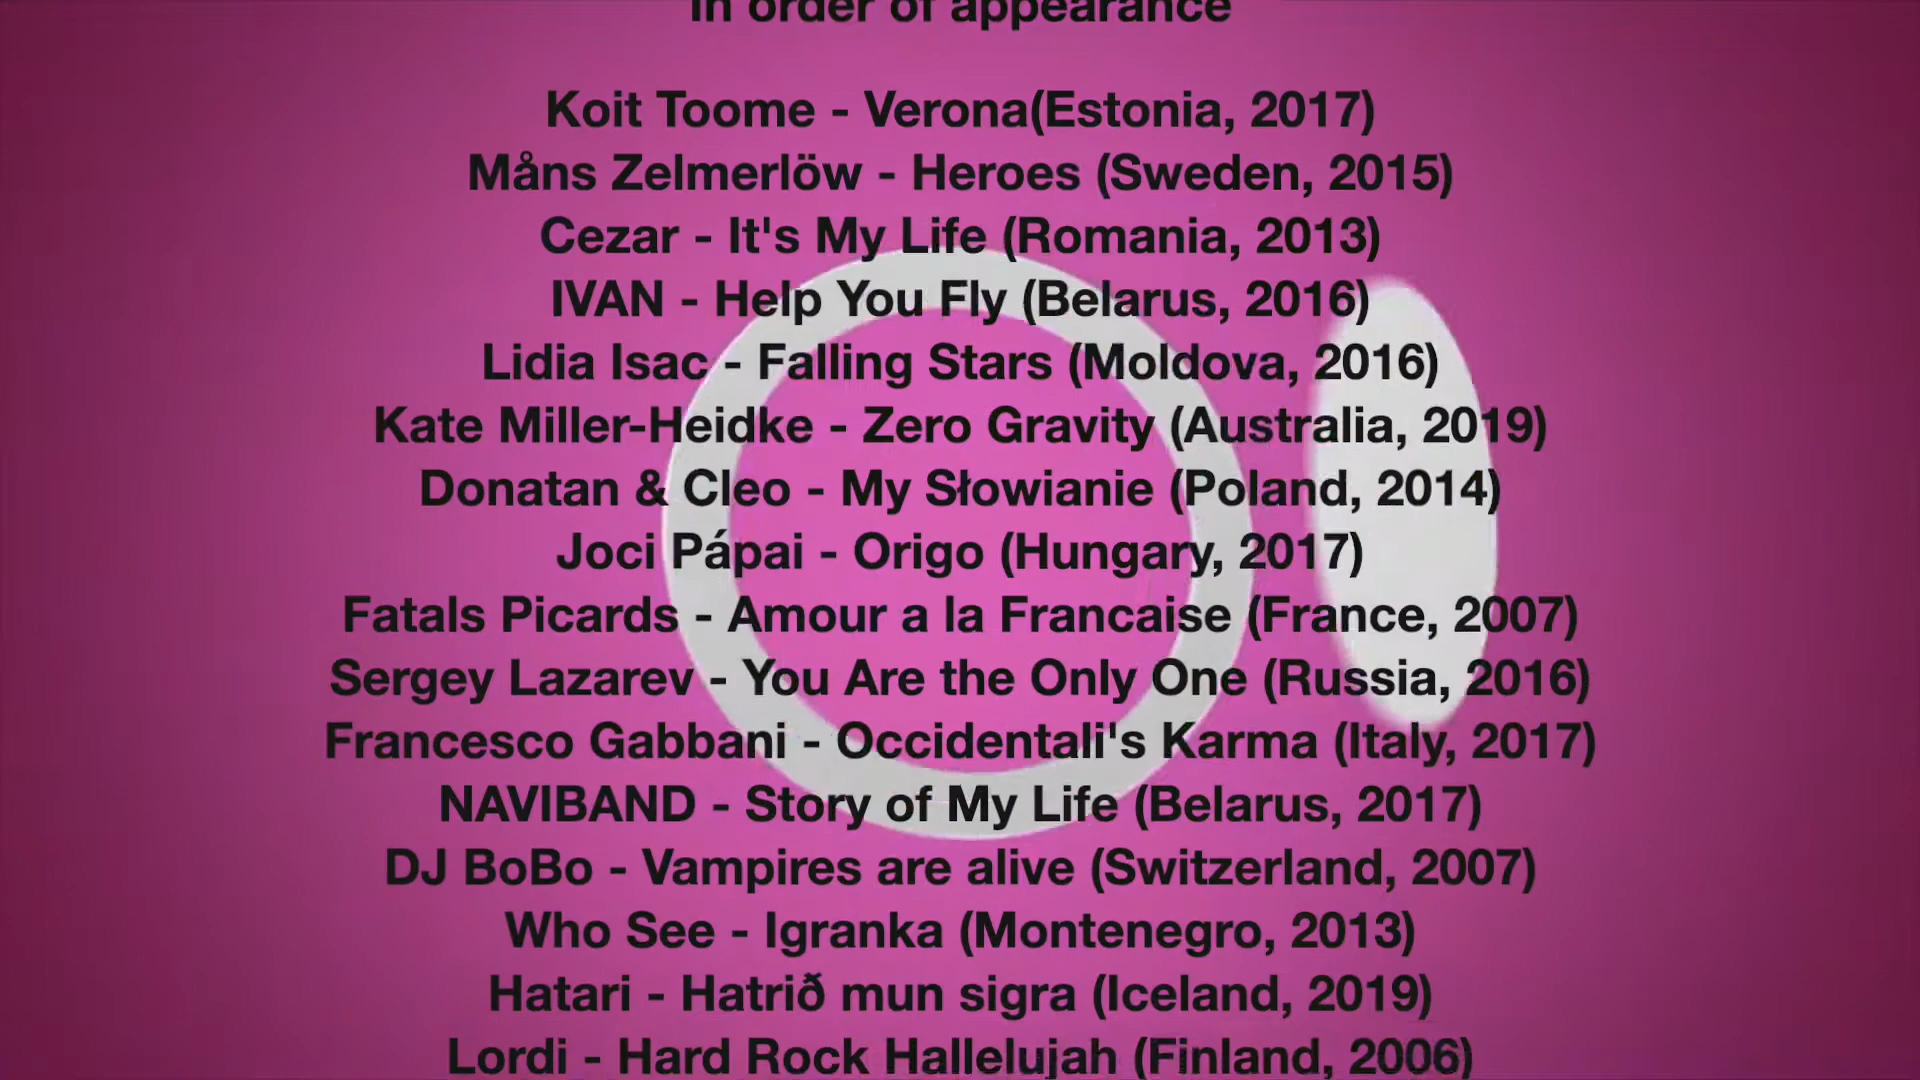 In order of appearance
Koit Toome - Verona(Estonia, 2017)
Måns Zelmerlöw - Heroes (Sweden, 2015)
Cezar - It's My Life (Romania, 2013)
IVAN - Help You Fly (Belarus, 2016)
Lidia Isac - Falling Stars (Moldova, 2016)
Kate Miller-Heidke - Zero Gravity (Australia, 2019)
Donatan & Cleo - My Słowianie (Poland, 2014)
Joci Pápai - Origo (Hungary, 2017)
Fatals Picards - Amour a la Francaise (France, 2007)
Sergey Lazarev - You Are the Only One (Russia, 2016)
Francesco Gabbani - Occidentali's Karma (Italy, 2017)
NAVIBAND - Story of My Life (Belarus, 2017)
DJ BoBo - Vampires are alive (Switzerland, 2007)
Who See - Igranka (Montenegro, 2013)
Hatari - Hatrið mun sigra (Iceland, 2019)
Lordi - Hard Rock Hallelujah (Finland, 2006)